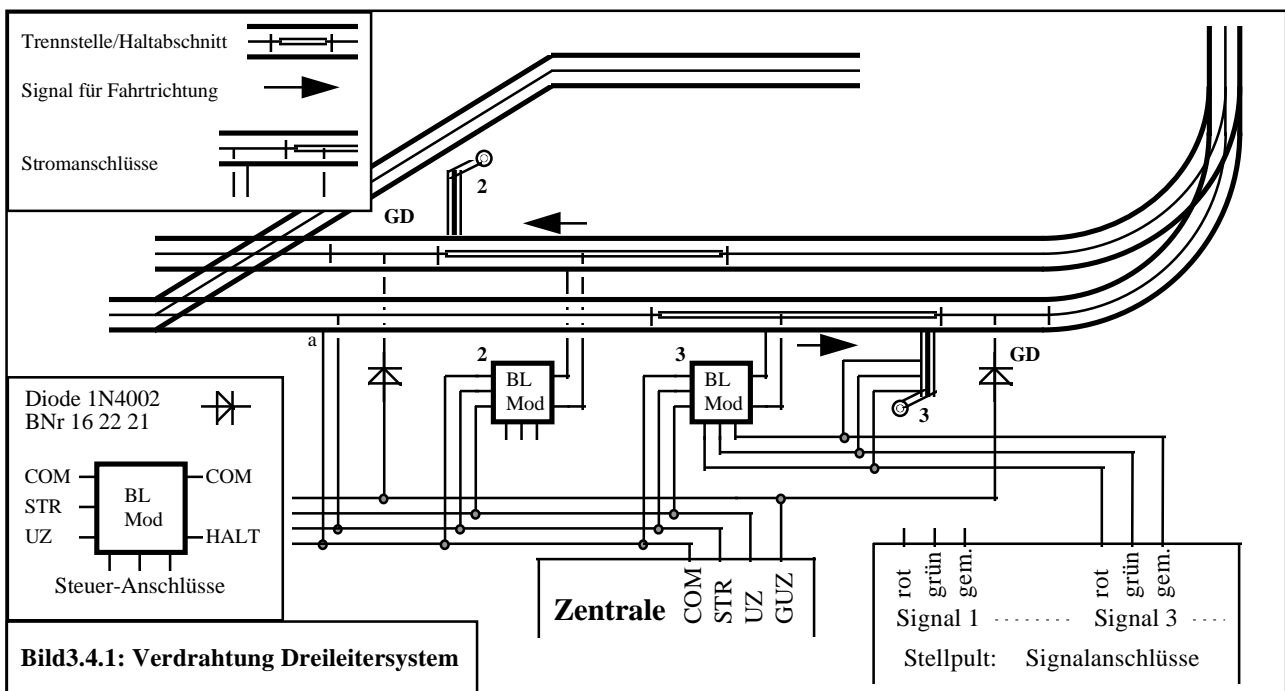 Trennstelle/Haltabschnitt
Signal für Fahrtrichtung
Stromanschlüsse
2
GD
a
2
BL
Mod
3
BL
Mod
GD
3
Diode 1N4002
BNr 16 22 21
COM
STR
UZ
BL
Mod
COM
HALT
Steuer-Anschlüsse
Bild3.4.1: Verdrahtung Dreileitersystem
Zentrale
COM
STR
UZ
GUZ
rot
grün
gem.
rot
grün
gem.
Signal 1 ········ Signal 3 ····
Stellpult: Signalanschlüsse